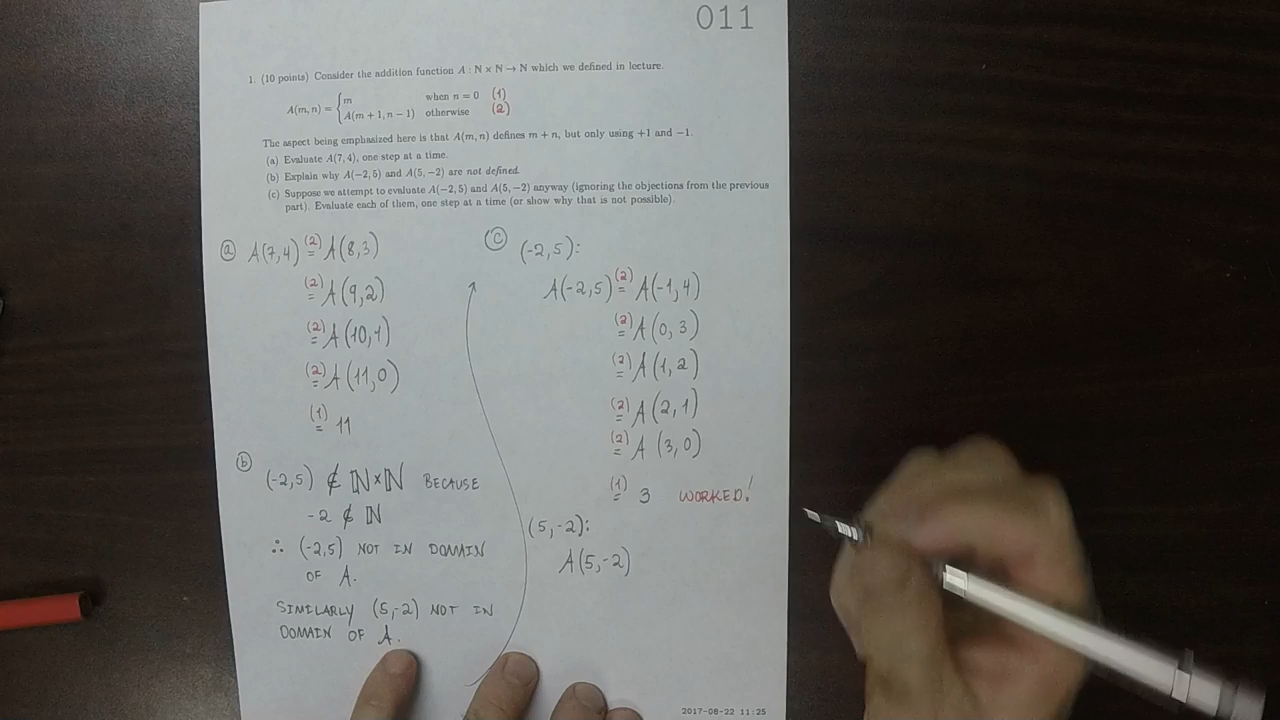 011
1. (10 points) Consider the addition function A : ℕ × ℕ → ℕ which we defined in lecture.
A(m, n) = { m when n = 0 (1)
A(m + 1, n − 1) otherwise (2)
The aspect being emphasized here is that A(m, n) defines m + n, but only using +1 and −1.
(a) Evaluate A(7, 4), one step at a time.
(b) Explain why A(−2, 5) and A(5, −2) are not defined.
(c) Suppose we attempt to evaluate A(−2, 5) and A(5, −2) anyway (ignoring the objections from the previous
part). Evaluate each of them, one step at a time (or show why that is not possible).
(a) A(7,4) (2)= A(8,3)
(2)= A(9,2)
(2)= A(10,1)
(2)= A(11,0)
(1)= 11
(b) (-2,5) ∉ ℕ×ℕ BECAUSE
-2 ∉ ℕ
∴ (-2,5) NOT IN DOMAIN
OF A.
SIMILARLY (5,-2) NOT IN
DOMAIN OF A.
(c) (-2,5):
A(-2,5) (2)= A(-1,4)
(2)= A(0,3)
(2)= A(1,2)
(2)= A(2,1)
(2)= A(3,0)
(1)= 3 WORKED!
(5,-2):
A(5,-2)
2017-08-22 11:25